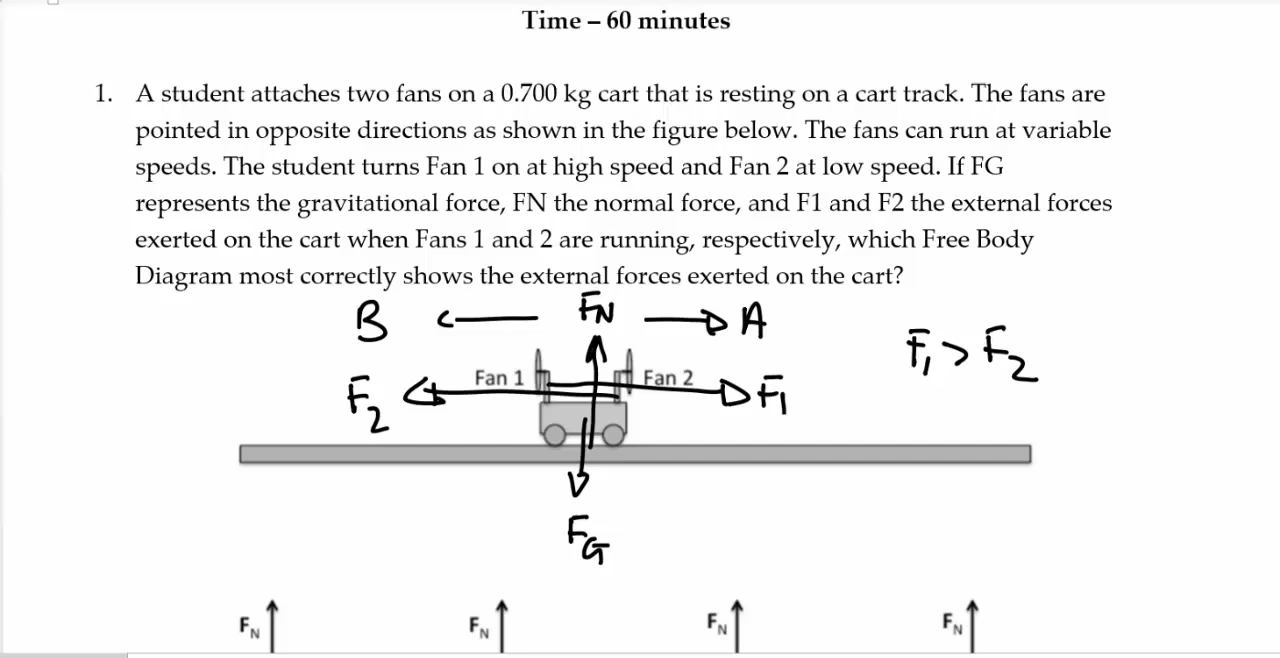 Time – 60 minutes
1. A student attaches two fans on a 0.700 kg cart that is resting on a cart track. The fans are
pointed in opposite directions as shown in the figure below. The fans can run at variable
speeds. The student turns Fan 1 on at high speed and Fan 2 at low speed. If FG
represents the gravitational force, FN the normal force, and F1 and F2 the external forces
exerted on the cart when Fans 1 and 2 are running, respectively, which Free Body
Diagram most correctly shows the external forces exerted on the cart?
B FN A
F1 > F2
Fan 1 Fan 2
F2 F1
FG
FN FN FN FN